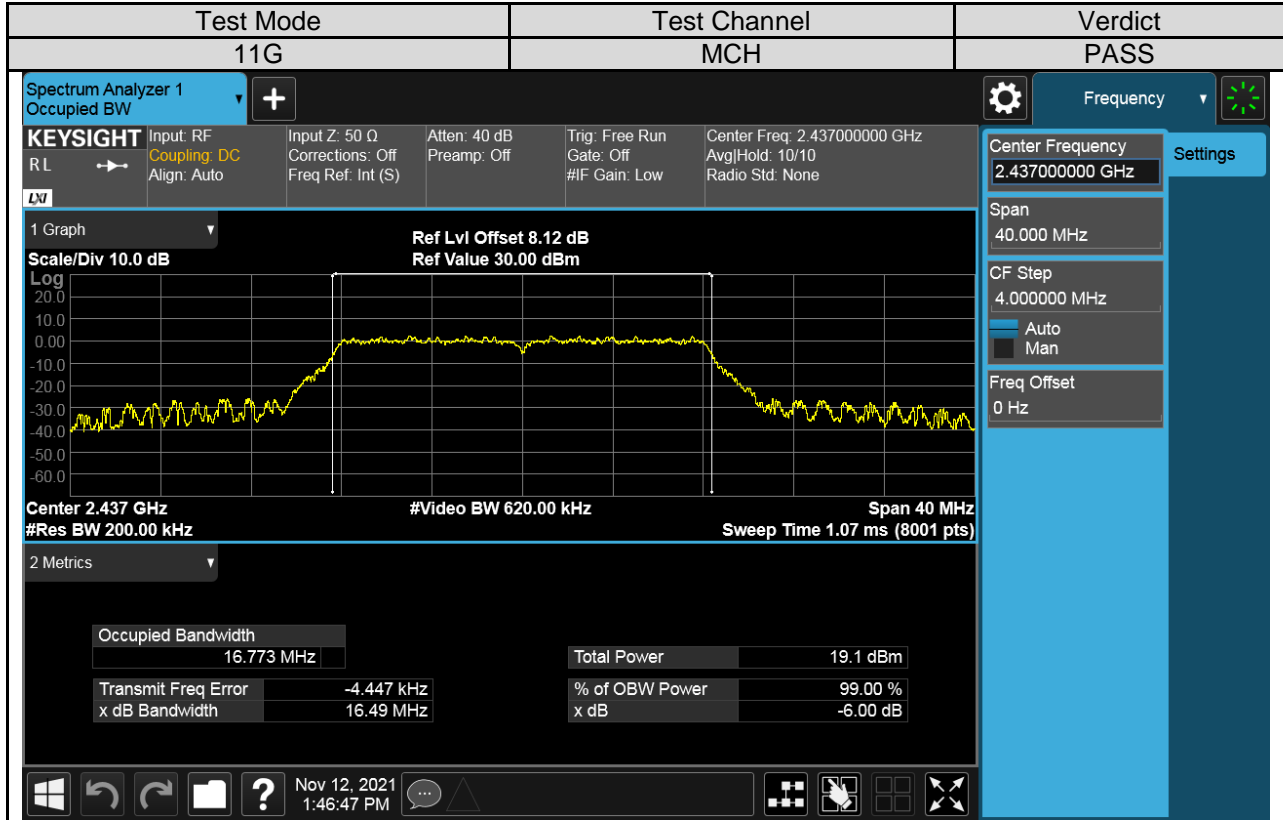 Test Mode Test Channel Verdict
11G MCH PASS
Spectrum Analyzer 1
Occupied BW
+
Frequency
KEYSIGHT Input: RF Input Z: 50 Ω Atten: 40 dB Trig: Free Run Center Freq: 2.437000000 GHz
R L Coupling: DC Corrections: Off Preamp: Off Gate: Off Avg|Hold: 10/10
Align: Auto Freq Ref: Int (S) #IF Gain: Low Radio Std: None
LXI
Center Frequency
2.437000000 GHz
Settings
Span
40.000 MHz
CF Step
4.000000 MHz
Auto
Man
Freq Offset
0 Hz
1 Graph
Ref Lvl Offset 8.12 dB
Scale/Div 10.0 dB Ref Value 30.00 dBm
Log
20.0
10.0
0.00
-10.0
-20.0
-30.0
-40.0
-50.0
-60.0
Center 2.437 GHz #Video BW 620.00 kHz Span 40 MHz
#Res BW 200.00 kHz Sweep Time 1.07 ms (8001 pts)
2 Metrics
Occupied Bandwidth
16.773 MHz Total Power 19.1 dBm
Transmit Freq Error -4.447 kHz % of OBW Power 99.00 %
x dB Bandwidth 16.49 MHz x dB -6.00 dB
? Nov 12, 2021
1:46:47 PM